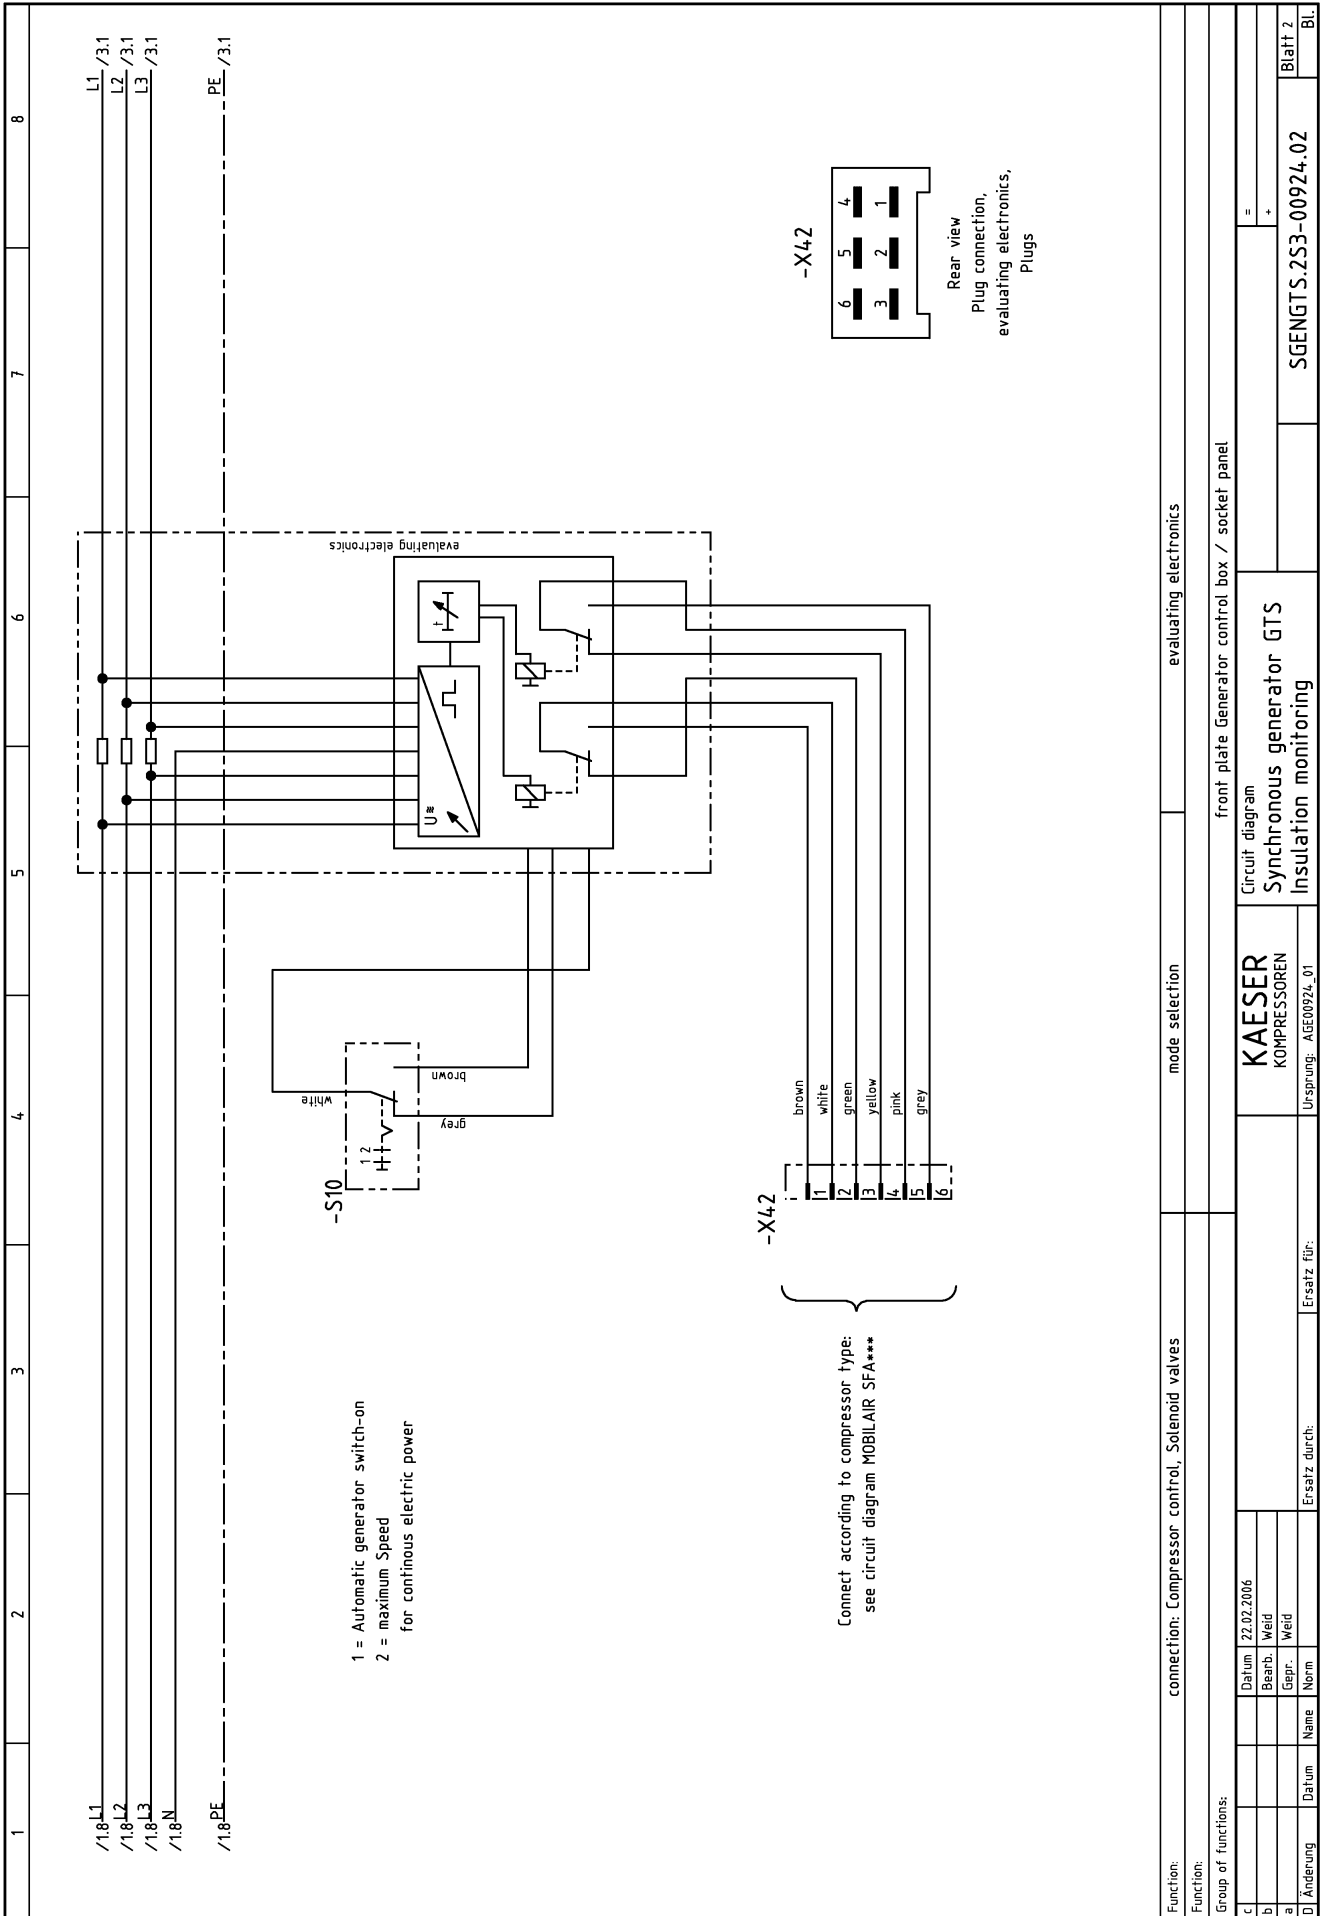 1
2
3
4
5
6
7
8
/1.8 L1
/1.8 L2
/1.8 L3
/1.8 N
/1.8 PE
L1 /3.1
L2 /3.1
L3 /3.1
PE /3.1
evaluating electronics
U
t
-S10
1 2
white
brown
grey
1 = Automatic generator switch-on
2 = maximum Speed
for continous electric power
-X42
brown
white
green
yellow
pink
grey
1
2
3
4
5
6
Connect according to compressor type:
see circuit diagram MOBILAIR SFA***
-X42
6 5 4
3 2 1
Rear view
Plug connection,
evaluating electronics,
Plugs
Function: connection: Compressor control, Solenoid valves mode selection evaluating electronics
Function:
Group of functions: front plate Generator control box / socket panel
c Datum 22.02.2006
b Bearb. Weid
a Gepr. Weid
D Änderung Datum Name Norm
Ersatz durch: Ersatz für:
KAESER
KOMPRESSOREN
Ursprung: AGE00924_01
Circuit diagram
Synchronous generator GTS
Insulation monitoring
=
+
SGENGTS.2S3-00924.02
Blatt 2
Bl.